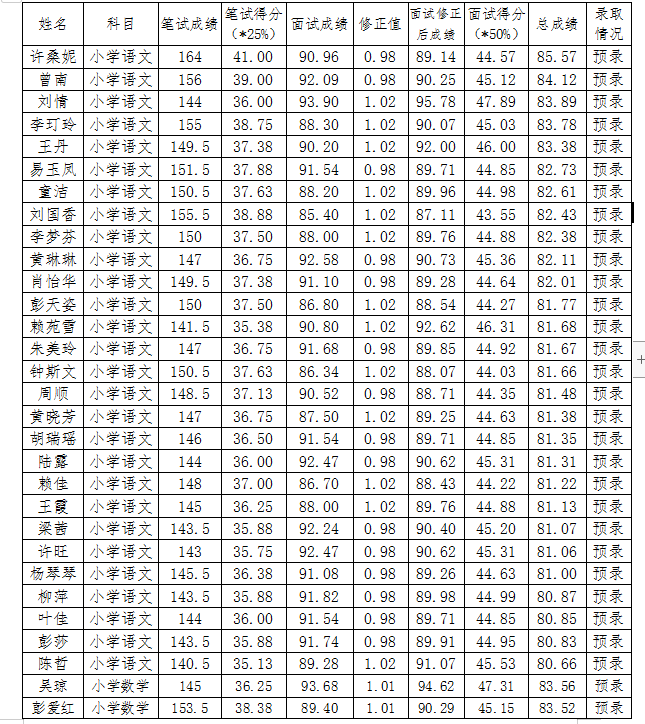 姓名 科目 笔试成绩 笔试得分(*25%) 面试成绩 修正值 面试修正后成绩 面试得分(*50%) 总成绩 录取情况
许桑妮 小学语文 164 41.00 90.96 0.98 89.14 44.57 85.57 预录
曾南 小学语文 156 39.00 92.09 0.98 90.25 45.12 84.12 预录
刘情 小学语文 144 36.00 93.90 1.02 95.78 47.89 83.89 预录
李玎玲 小学语文 155 38.75 88.30 1.02 90.07 45.03 83.78 预录
王丹 小学语文 149.5 37.38 90.20 1.02 92.00 46.00 83.38 预录
易玉凤 小学语文 151.5 37.88 91.54 0.98 89.71 44.85 82.73 预录
童洁 小学语文 150.5 37.63 88.20 1.02 89.96 44.98 82.61 预录
刘国香 小学语文 155.5 38.88 85.40 1.02 87.11 43.55 82.43 预录
李梦芬 小学语文 150 37.50 88.00 1.02 89.76 44.88 82.38 预录
黄琳琳 小学语文 147 36.75 92.58 0.98 90.73 45.36 82.11 预录
肖怡华 小学语文 149.5 37.38 91.10 0.98 89.28 44.64 82.01 预录
彭天姿 小学语文 150 37.50 86.80 1.02 88.54 44.27 81.77 预录
赖苑雪 小学语文 141.5 35.38 90.80 1.02 92.62 46.31 81.68 预录
朱美玲 小学语文 147 36.75 91.68 0.98 89.85 44.92 81.67 预录
钟斯文 小学语文 150.5 37.63 86.34 1.02 88.07 44.03 81.66 预录
周顺 小学语文 148.5 37.13 90.52 0.98 88.71 44.35 81.48 预录
黄晓芳 小学语文 147 36.75 87.50 1.02 89.25 44.63 81.38 预录
胡瑞瑶 小学语文 146 36.50 91.54 0.98 89.71 44.85 81.35 预录
陆露 小学语文 144 36.00 92.47 0.98 90.62 45.31 81.31 预录
赖佳 小学语文 148 37.00 86.70 1.02 88.43 44.22 81.22 预录
王霞 小学语文 145 36.25 88.00 1.02 89.76 44.88 81.13 预录
梁茜 小学语文 143.5 35.88 92.24 0.98 90.40 45.20 81.07 预录
许旺 小学语文 143 35.75 92.47 0.98 90.62 45.31 81.06 预录
杨琴琴 小学语文 145.5 36.38 91.08 0.98 89.26 44.63 81.00 预录
柳萍 小学语文 143.5 35.88 91.82 0.98 89.98 44.99 80.87 预录
叶佳 小学语文 144 36.00 91.54 0.98 89.71 44.85 80.85 预录
彭莎 小学语文 143.5 35.88 91.74 0.98 89.91 44.95 80.83 预录
陈哲 小学语文 140.5 35.13 89.28 1.02 91.07 45.53 80.66 预录
吴琼 小学数学 145 36.25 93.68 1.01 94.62 47.31 83.56 预录
彭爱红 小学数学 153.5 38.38 89.40 1.01 90.29 45.15 83.52 预录